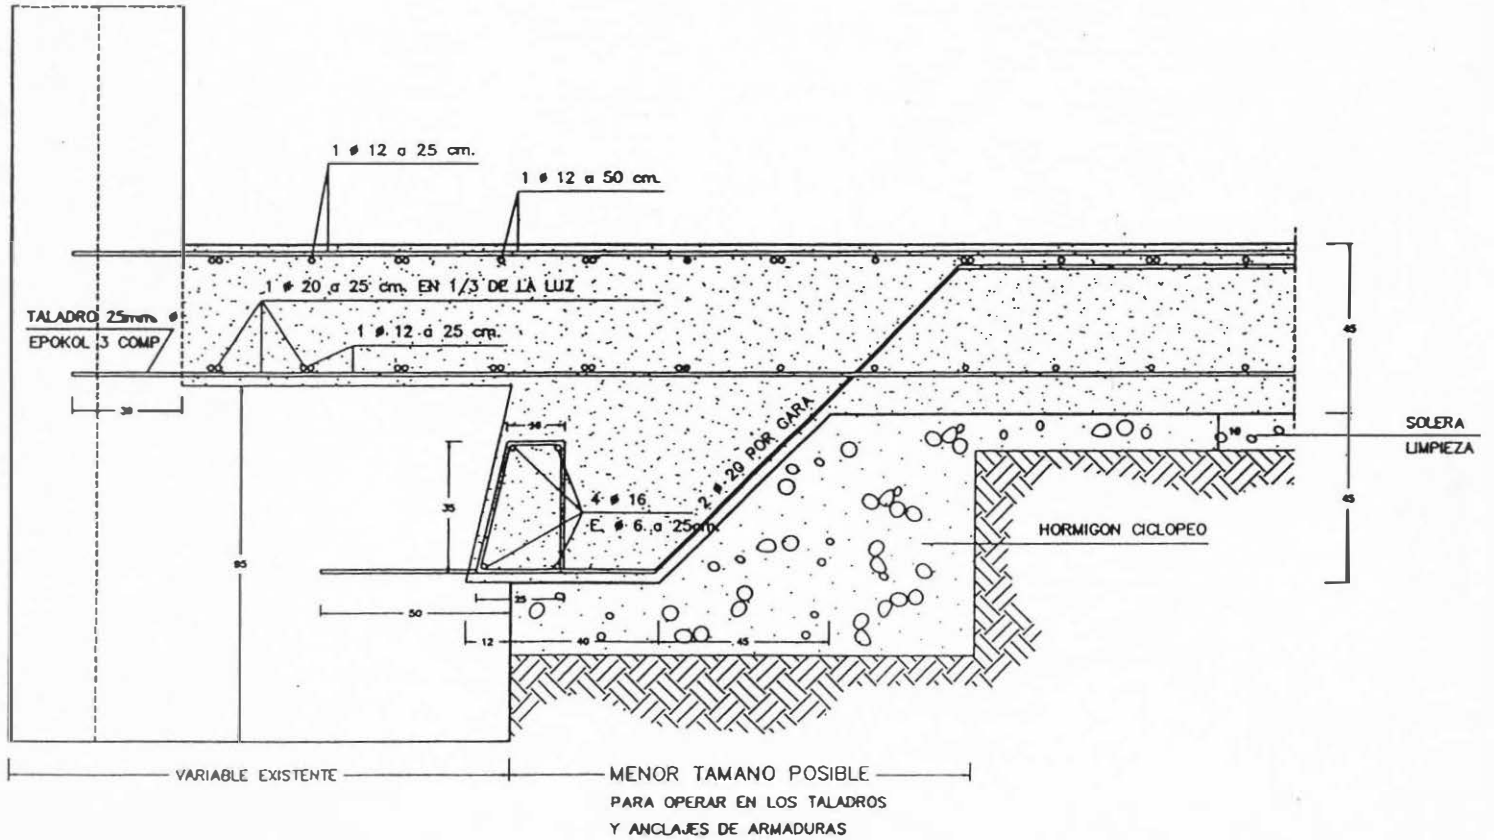 1 ø 12 a 25 cm.
1 ø 12 a 50 cm.
1 ø 20 a 25 cm. EN 1/3 DE LA LUZ
TALADRO 25mm ø
EPOKOL 3 COMP
1 ø 12 a 25 cm.
45
30
2 ø 20 POR CARA
SOLERA
LIMPIEZA
10
35
4 ø 16
E ø 6 a 25cm.
45
HORMIGON CICLOPEO
95
25
50
12
40
45
VARIABLE EXISTENTE
MENOR TAMANO POSIBLE
PARA OPERAR EN LOS TALADROS
Y ANCLAJES DE ARMADURAS